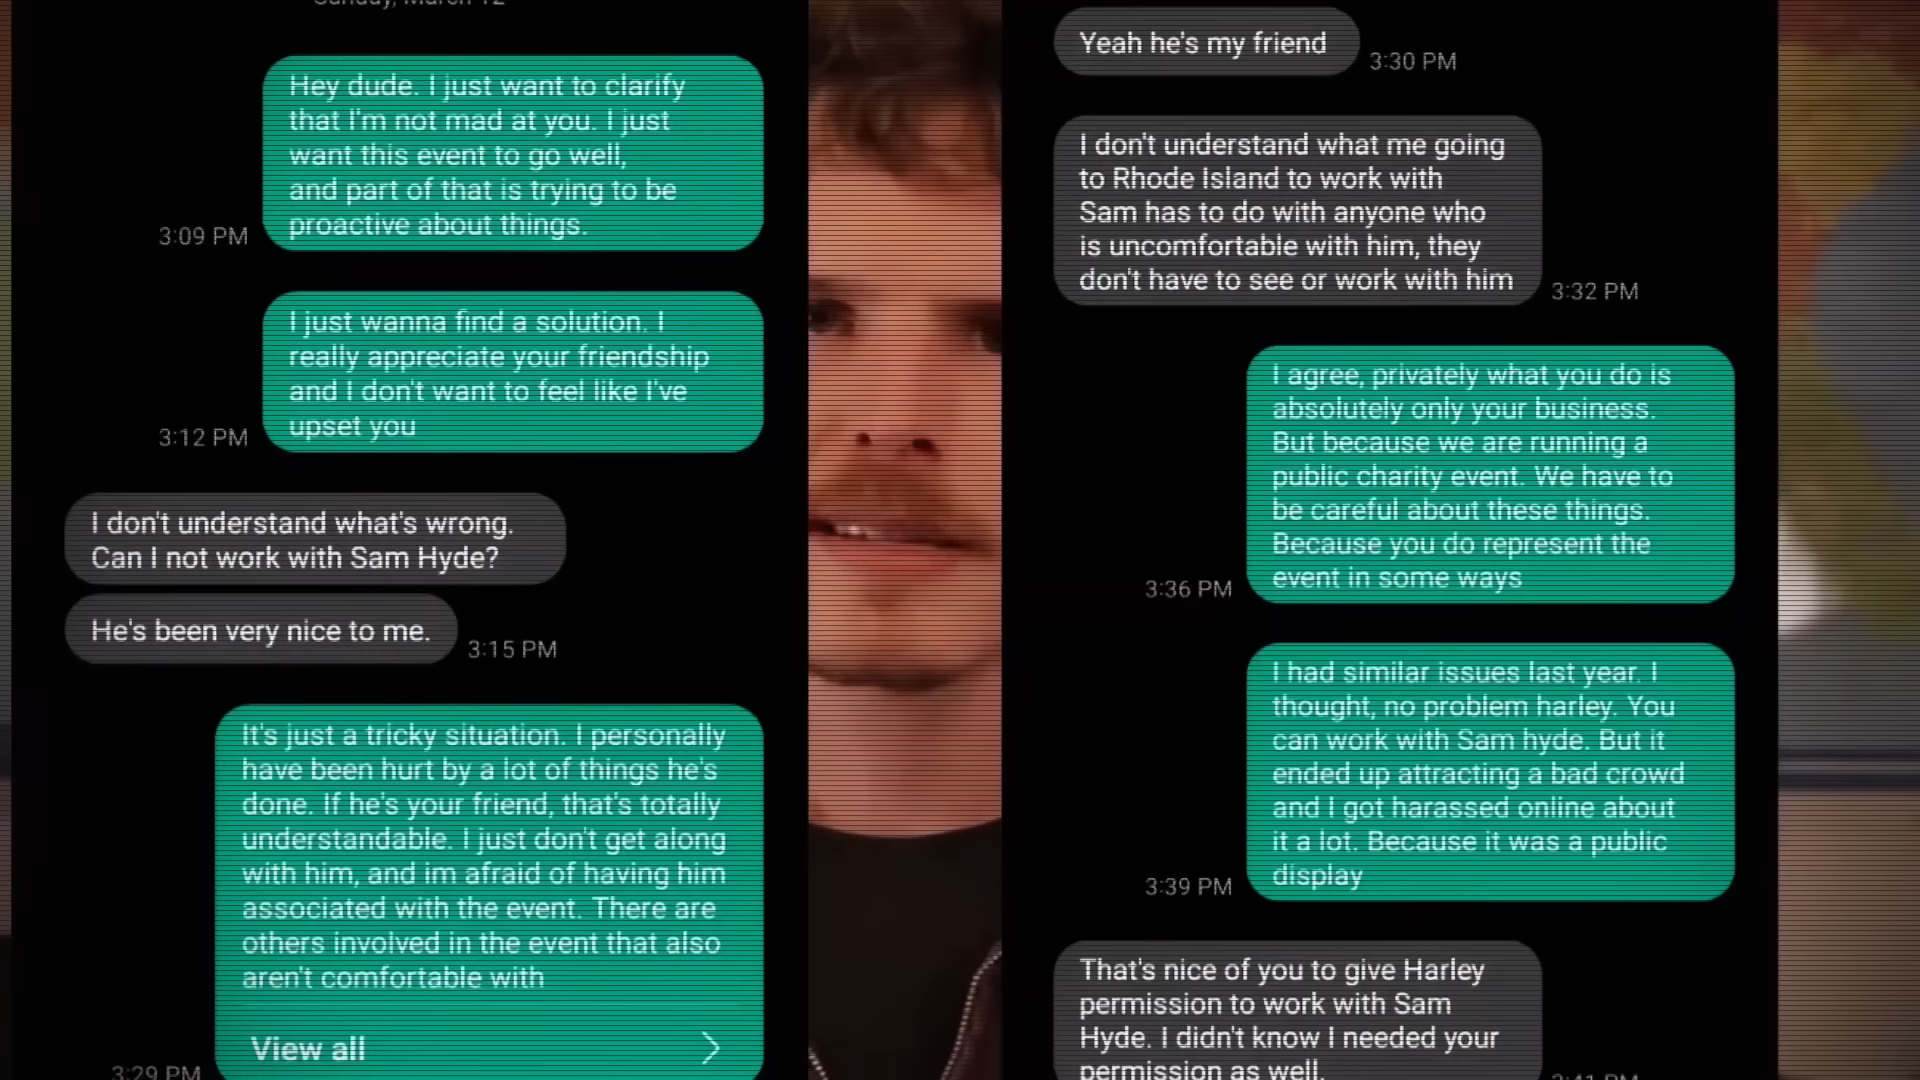 Sunday, March 12
Hey dude. I just want to clarify
that I'm not mad at you. I just
want this event to go well,
and part of that is trying to be
proactive about things.
3:09 PM
I just wanna find a solution. I
really appreciate your friendship
and I don't want to feel like I've
upset you
3:12 PM
I don't understand what's wrong.
Can I not work with Sam Hyde?
He's been very nice to me.
3:15 PM
It's just a tricky situation. I personally
have been hurt by a lot of things he's
done. If he's your friend, that's totally
understandable. I just don't get along
with him, and im afraid of having him
associated with the event. There are
others involved in the event that also
aren't comfortable with
View all
3:29 PM
Yeah he's my friend
3:30 PM
I don't understand what me going
to Rhode Island to work with
Sam has to do with anyone who
is uncomfortable with him, they
don't have to see or work with him
3:32 PM
I agree, privately what you do is
absolutely only your business.
But because we are running a
public charity event. We have to
be careful about these things.
Because you do represent the
event in some ways
3:36 PM
I had similar issues last year. I
thought, no problem harley. You
can work with Sam hyde. But it
ended up attracting a bad crowd
and I got harassed online about
it a lot. Because it was a public
display
3:39 PM
That's nice of you to give Harley
permission to work with Sam
Hyde. I didn't know I needed your
permission as well.
3:41 PM